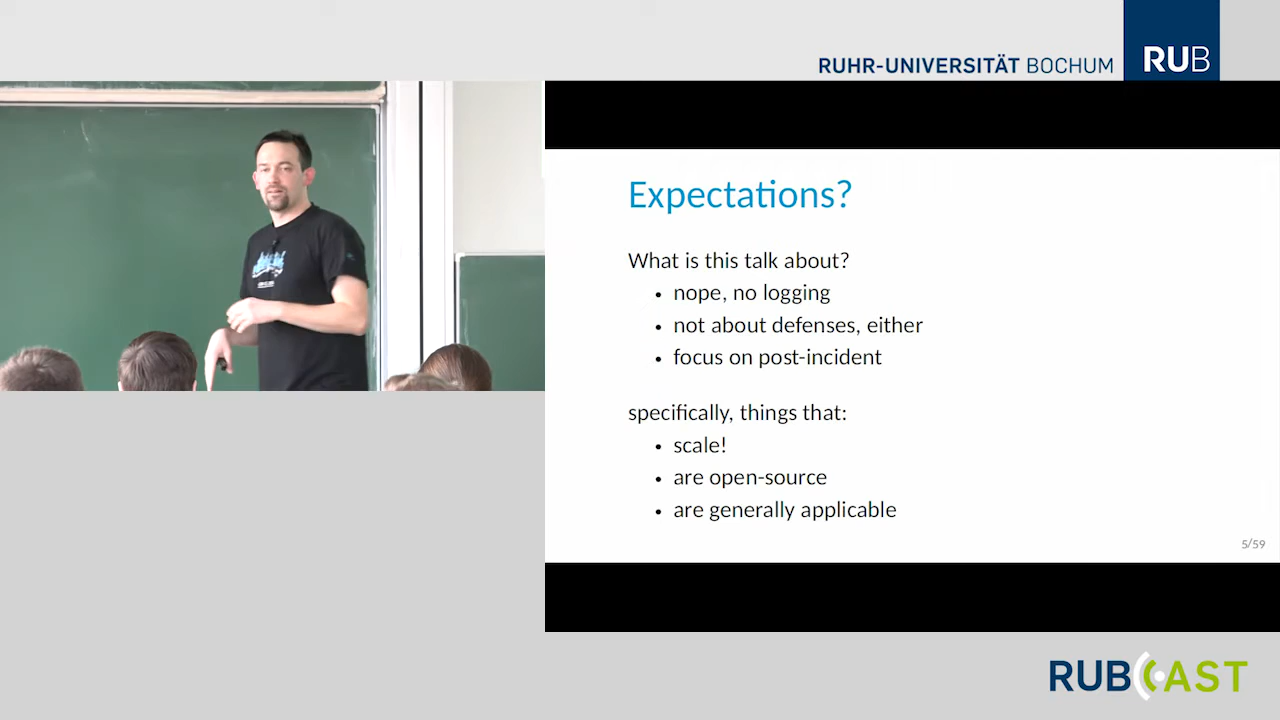 RUHR-UNIVERSITÄT BOCHUM
RUB
Expectations?
What is this talk about?
• nope, no logging
• not about defenses, either
• focus on post-incident
specifically, things that:
• scale!
• are open-source
• are generally applicable
5/59
RUBCAST